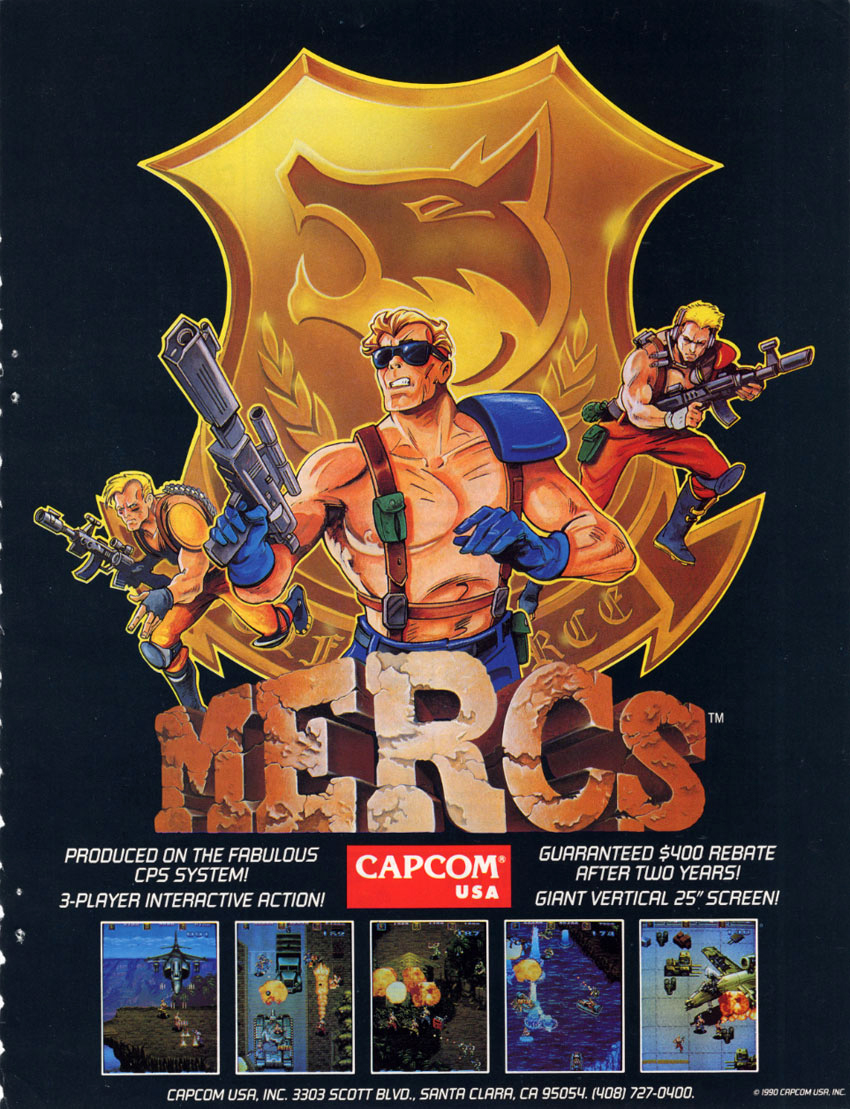 F RCE
MERCS™
PRODUCED ON THE FABULOUS
CPS SYSTEM!
3-PLAYER INTERACTIVE ACTION!
CAPCOM®
USA
GUARANTEED $400 REBATE
AFTER TWO YEARS!
GIANT VERTICAL 25" SCREEN!
CAPCOM USA, INC. 3303 SCOTT BLVD., SANTA CLARA, CA 95054. (408) 727-0400.
© 1990 CAPCOM USA, INC.